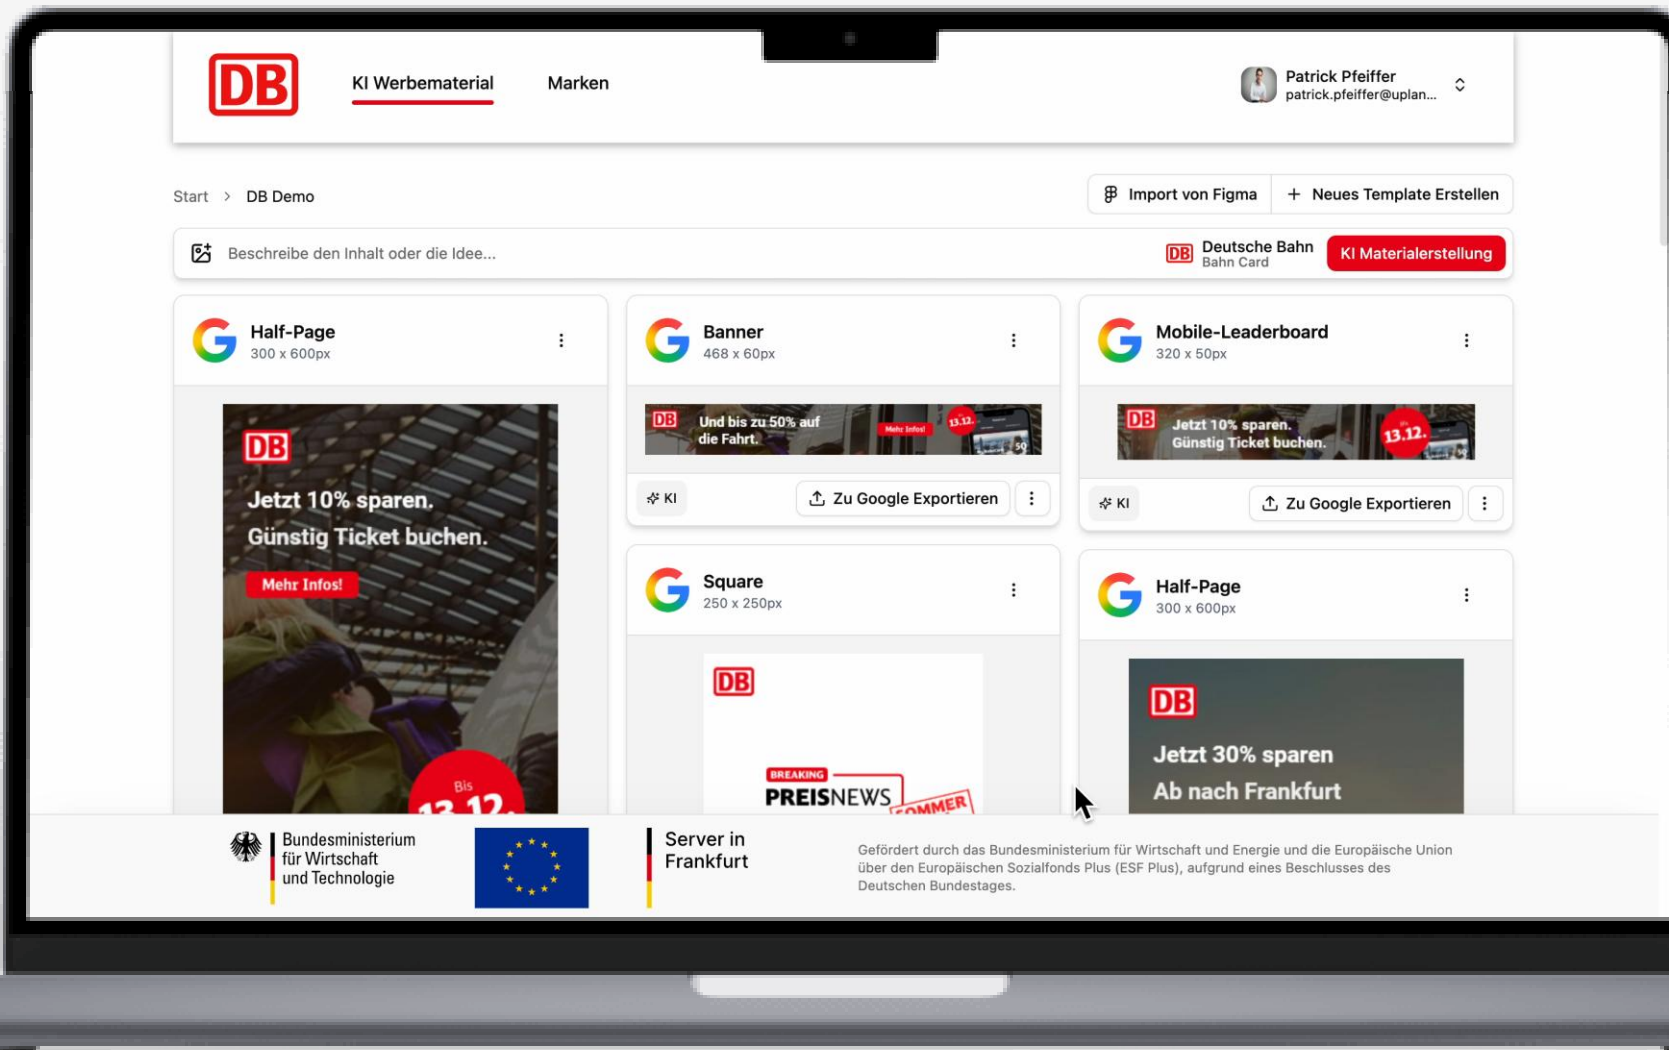 DB
KI Werbematerial
Marken
Patrick Pfeiffer
patrick.pfeiffer@uplan...
Start > DB Demo
Import von Figma
+ Neues Template Erstellen
Beschreibe den Inhalt oder die Idee...
DB
Deutsche Bahn
Bahn Card
KI Materialerstellung
Half-Page
300 x 600px
DB
Jetzt 10% sparen.
Günstig Ticket buchen.
Mehr Infos!
Bis
13.12.
Banner
468 x 60px
DB
Und bis zu 50% auf
die Fahrt.
Mehr Infos!
13.12.
50
KI
Zu Google Exportieren
Mobile-Leaderboard
320 x 50px
DB
Jetzt 10% sparen.
Günstig Ticket buchen.
13.12.
KI
Zu Google Exportieren
Square
250 x 250px
DB
BREAKING
PREISNEWS
SOMMER
Half-Page
300 x 600px
DB
Jetzt 30% sparen
Ab nach Frankfurt
Bundesministerium
für Wirtschaft
und Technologie
Server in
Frankfurt
Gefördert durch das Bundesministerium für Wirtschaft und Energie und die Europäische Union
über den Europäischen Sozialfonds Plus (ESF Plus), aufgrund eines Beschlusses des
Deutschen Bundestages.